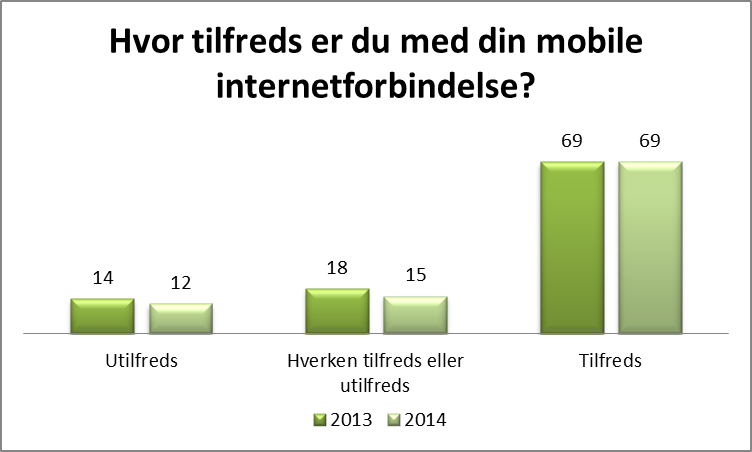 Hvor tilfreds er du med din mobile
internetforbindelse?
69 69
14 12 18 15
Utilfreds Hverken tilfreds eller Tilfreds
utilfreds
2013 2014